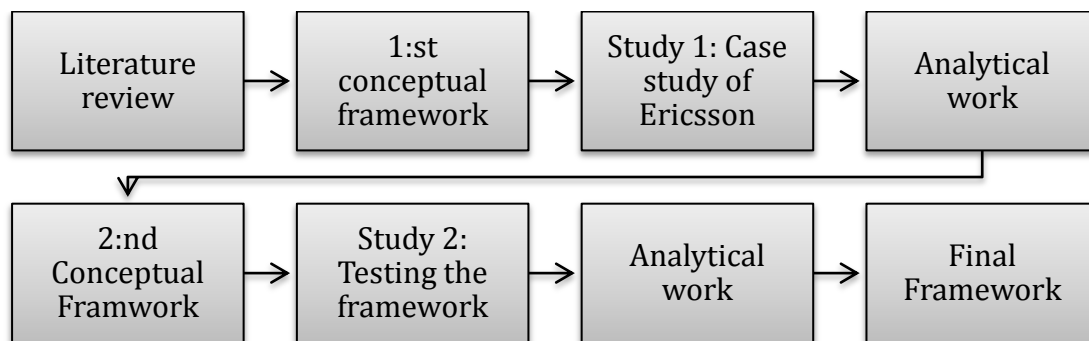 Literature
review
1:st
conceptual
framework
Study 1: Case
study of
Ericsson
Analytical
work
2:nd
Conceptual
Framwork
Study 2:
Testing the
framework
Analytical
work
Final
Framework